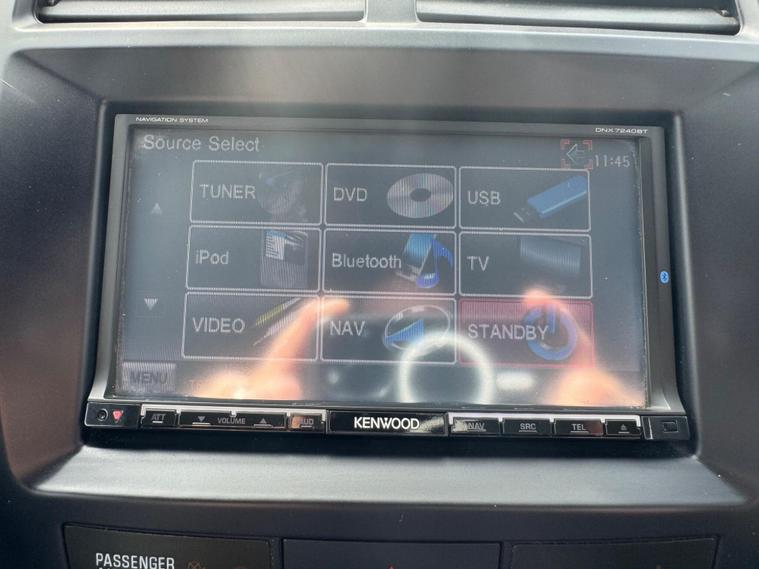 NAVIGATION SYSTEM
DNX7240BT
Source Select
11:45
TUNER
DVD
USB
iPod
Bluetooth
TV
VIDEO
NAV
STANDBY
MENU
ATT
VOLUME
AUD
KENWOOD
NAV
SRC
TEL
PASSENGER